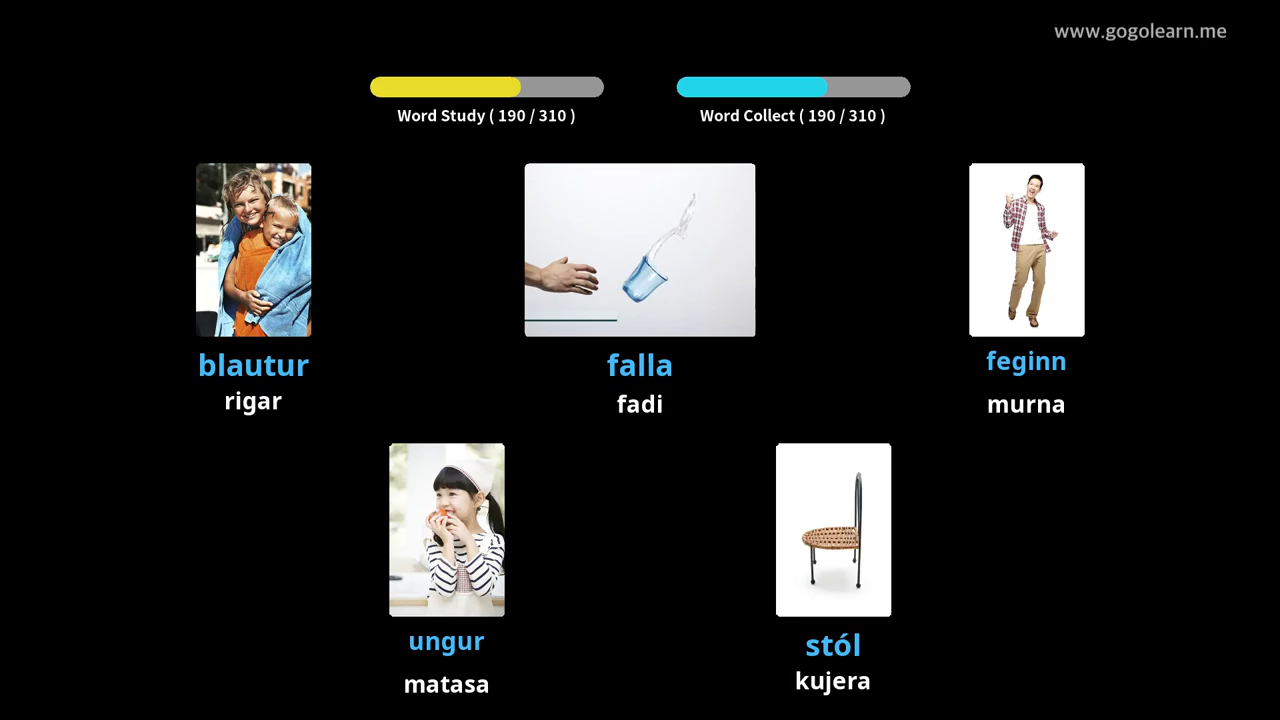 www.gogolearn.me
Word Study ( 190 / 310 )
Word Collect ( 190 / 310 )
blautur
rigar
falla
fadi
feginn
murna
ungur
matasa
stól
kujera